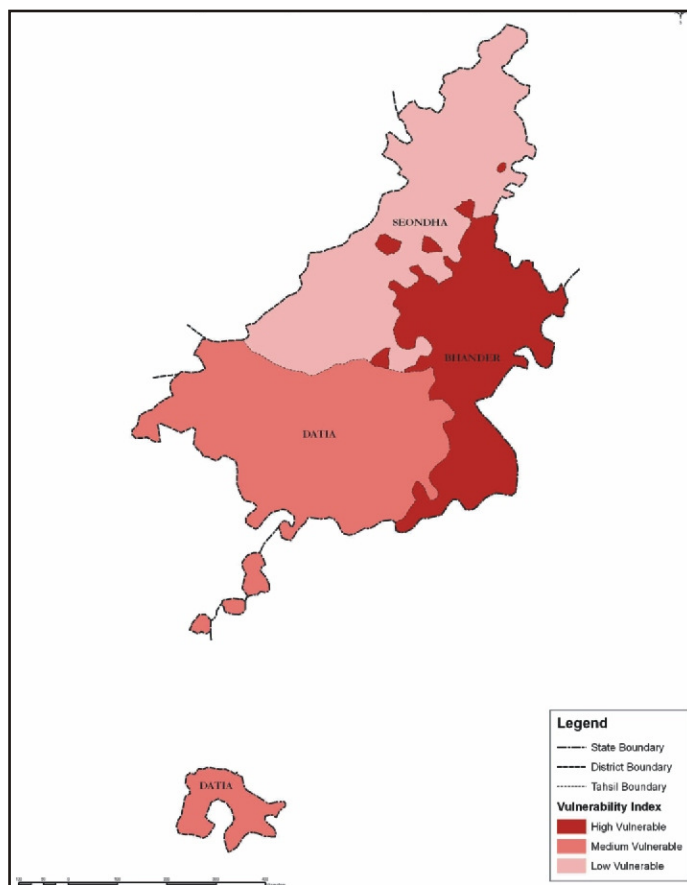 SEONDHA
BHANDER
DATIA
DATIA
Legend
State Boundary
District Boundary
Tahsil Boundary
Vulnerability Index
High Vulnerable
Medium Vulnerable
Low Vulnerable